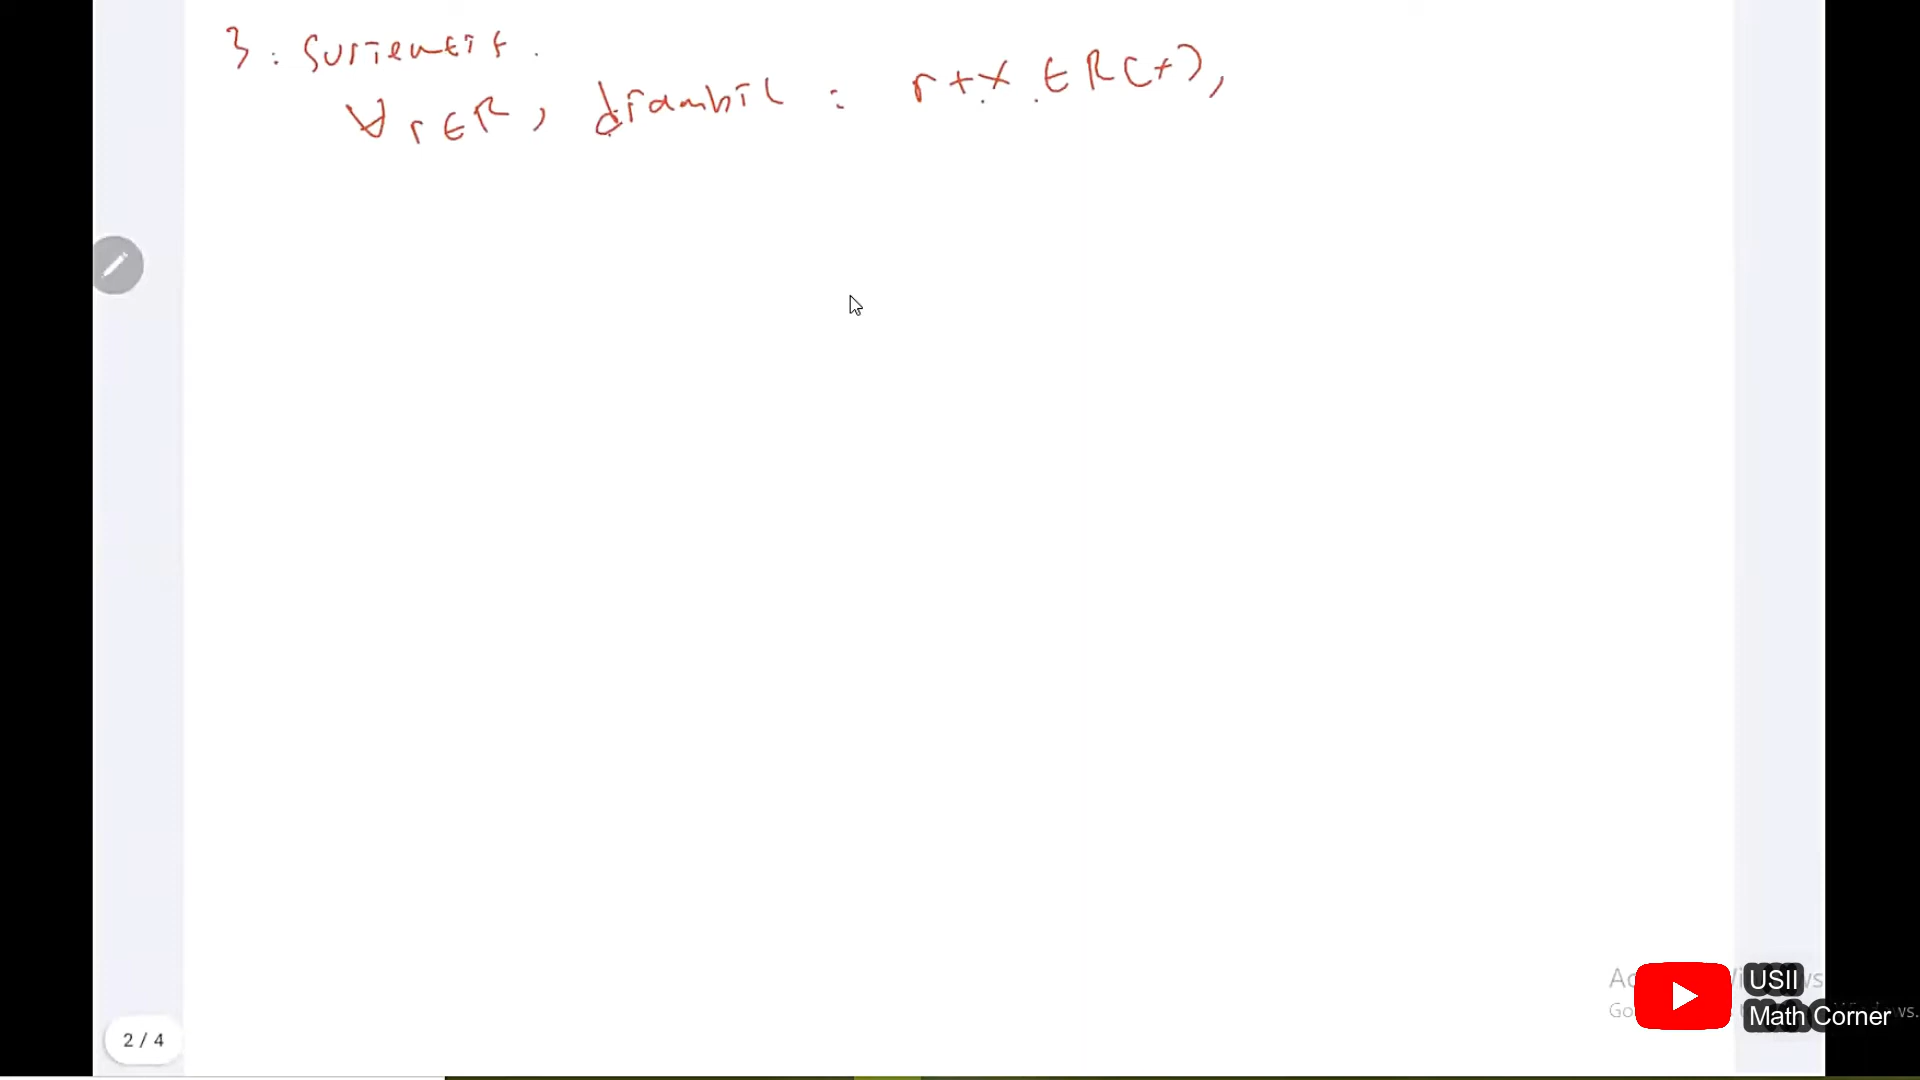 3. Surjektif.
∀ r ∈ R, diambil : r + x ∈ R[x],
2 / 4
USII
Math Corner